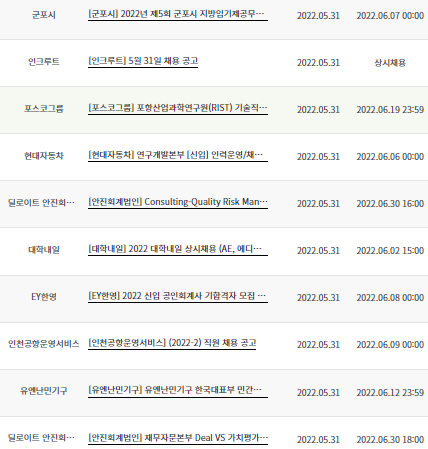 군포시 [군포시] 2022년 제5회 군포시 지방임기제공무⋯ 2022.05.31 2022.06.07 00:00
인크루트 [인크루트] 5월 31일 채용 공고 2022.05.31 상시채용
포스코그룹 [포스코그룹] 포항산업과학연구원(RIST) 기술직⋯ 2022.05.31 2022.06.19 23:59
현대자동차 [현대자동차] 연구개발본부 [신입] 인력운영/채⋯ 2022.05.31 2022.06.06 00:00
딜로이트 안진회⋯ [안진회계법인] Consulting-Quality Risk Man⋯ 2022.05.31 2022.06.30 16:00
대학내일 [대학내일] 2022 대학내일 상시채용 (AE, 에디⋯ 2022.05.31 2022.06.02 15:00
EY한영 [EY한영] 2022 신입 공인회계사 기합격자 모집 ⋯ 2022.05.31 2022.06.08 00:00
인천공항운영서비스 [인천공항운영서비스] (2022-2) 직원 채용 공고 2022.05.31 2022.06.09 00:00
유엔난민기구 [유엔난민기구] 유엔난민기구 한국대표부 민간⋯ 2022.05.31 2022.06.12 23:59
딜로이트 안진회⋯ [안진회계법인] 재무자문본부 Deal VS 가치평가⋯ 2022.05.31 2022.06.30 18:00